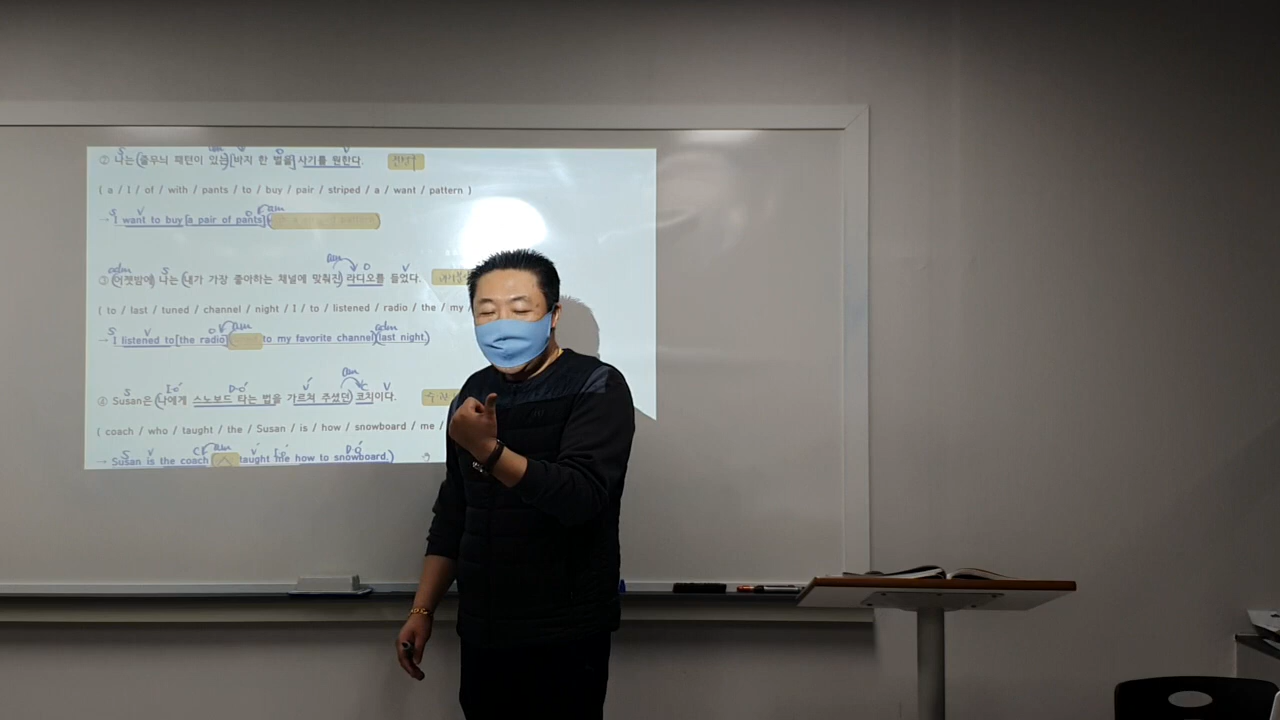 ② 나는 (줄무늬 패턴이 있는)[바지 한 벌을] 사기를 원한다. 전명구
( a / I / of / with / pants / to / buy / pair / striped / a / want / pattern )
→ I want to buy [a pair of pants]
③ (어젯밤에) 나는 (내가 가장 좋아하는 채널에 맞춰진) 라디오를 들었다.
( to / last / tuned / channel / night / I / to / listened / radio / the / my /
→ I listened to [the radio] to my favorite channel)(last night.)
④ Susan은 (나에게 스노보드 타는 법을 가르쳐 주셨던) 코치이다.
( coach / who / taught / the / Susan / is / how / snowboard / me /
→ Susan is the coach taught me how to snowboard.)